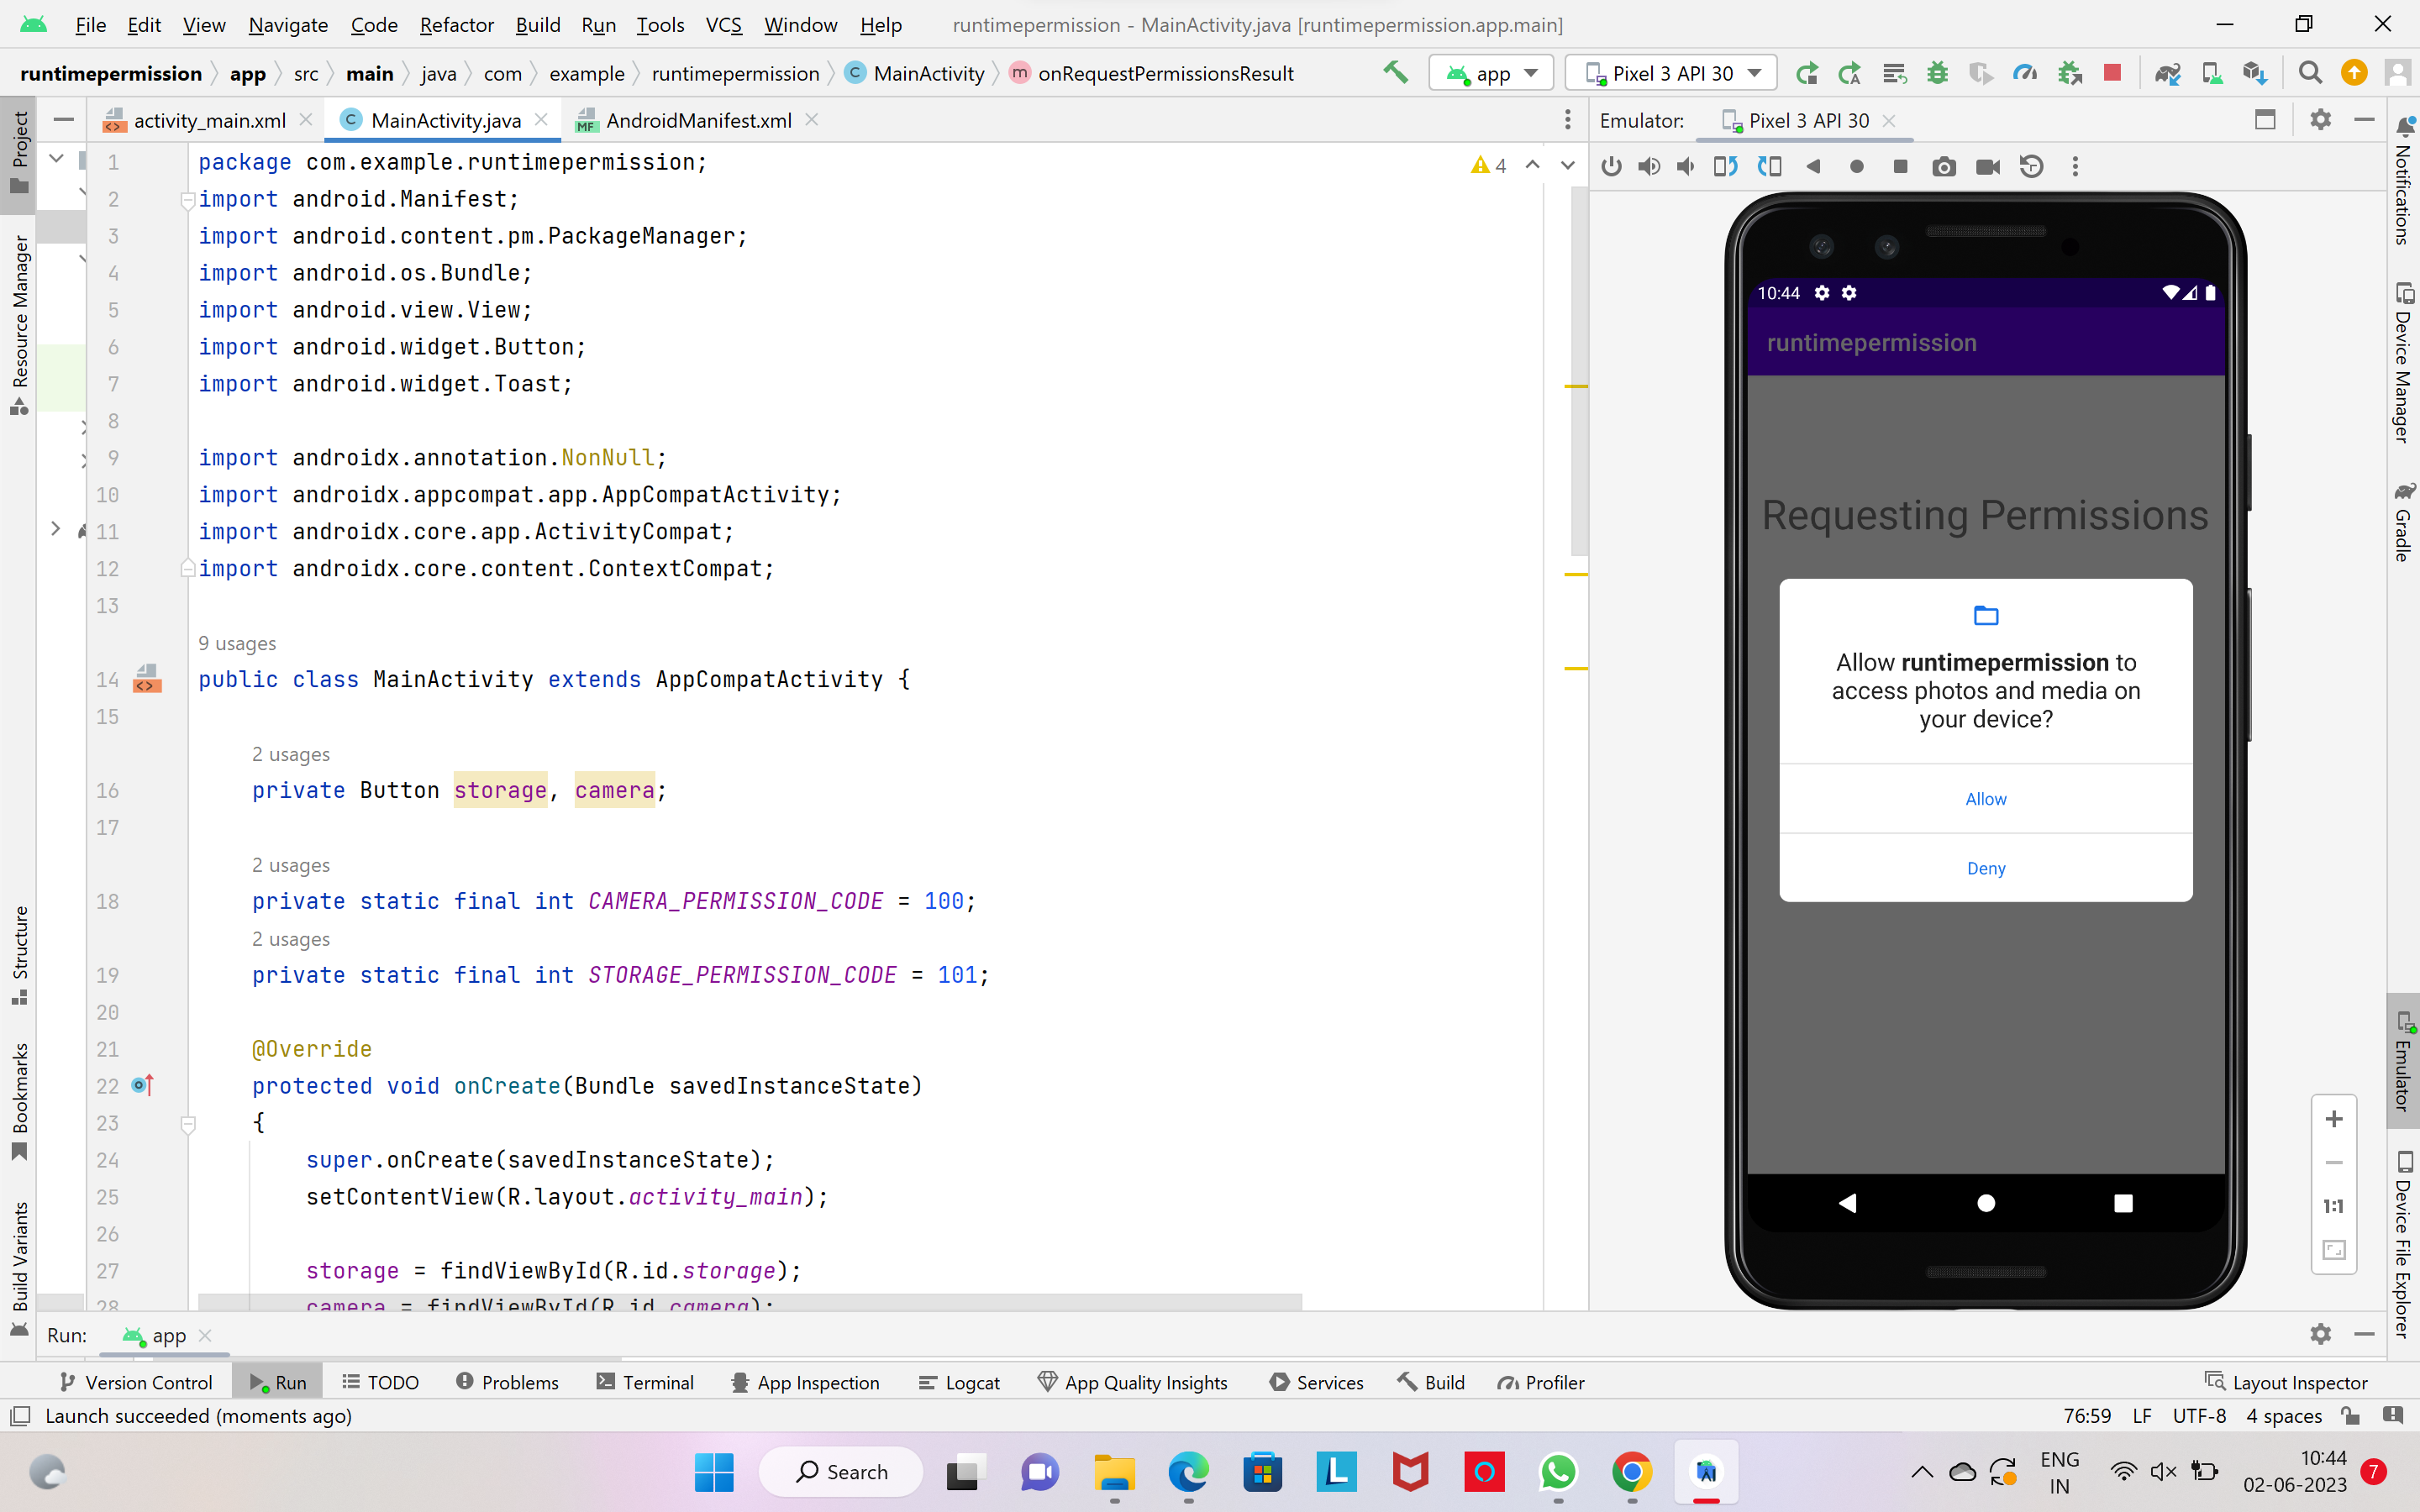 File Edit View Navigate Code Refactor Build Run Tools VCS Window Help runtimepermission - MainActivity.java [runtimepermission.app.main]
runtimepermission app src main java com example runtimepermission C MainActivity m onRequestPermissionsResult app Pixel 3 API 30
Project
Resource Manager
Structure
Bookmarks
Build Variants
activity_main.xml C MainActivity.java MF AndroidManifest.xml
4
1 package com.example.runtimepermission;
2 import android.Manifest;
3 import android.content.pm.PackageManager;
4 import android.os.Bundle;
5 import android.view.View;
6 import android.widget.Button;
7 import android.widget.Toast;
8
9 import androidx.annotation.NonNull;
10 import androidx.appcompat.app.AppCompatActivity;
11 import androidx.core.app.ActivityCompat;
12 import androidx.core.content.ContextCompat;
13
9 usages
14 public class MainActivity extends AppCompatActivity {
15
2 usages
16 private Button storage, camera;
17
2 usages
18 private static final int CAMERA_PERMISSION_CODE = 100;
2 usages
19 private static final int STORAGE_PERMISSION_CODE = 101;
20
21 @Override
22 protected void onCreate(Bundle savedInstanceState)
23 {
24 super.onCreate(savedInstanceState);
25 setContentView(R.layout.activity_main);
26
27 storage = findViewById(R.id.storage);
28 camera = findViewById(R.id.camera);
Emulator: Pixel 3 API 30
10:44
runtimepermission
Requesting Permissions
Allow runtimepermission to
access photos and media on
your device?
Allow
Deny
1:1
Notifications
Device Manager
Gradle
Emulator
Device File Explorer
Run: app
Version Control Run TODO Problems Terminal App Inspection Logcat App Quality Insights Services Build Profiler Layout Inspector
Launch succeeded (moments ago) 76:59 LF UTF-8 4 spaces
Search
L
ENG
IN
10:44
02-06-2023
7